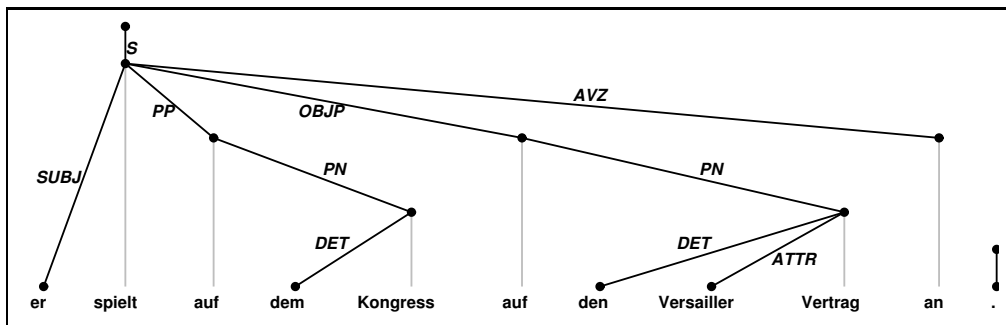 S
AVZ
PP OBJP
SUBJ PN PN
DET DET ATTR
er spielt auf dem Kongress auf den Versailler Vertrag an .